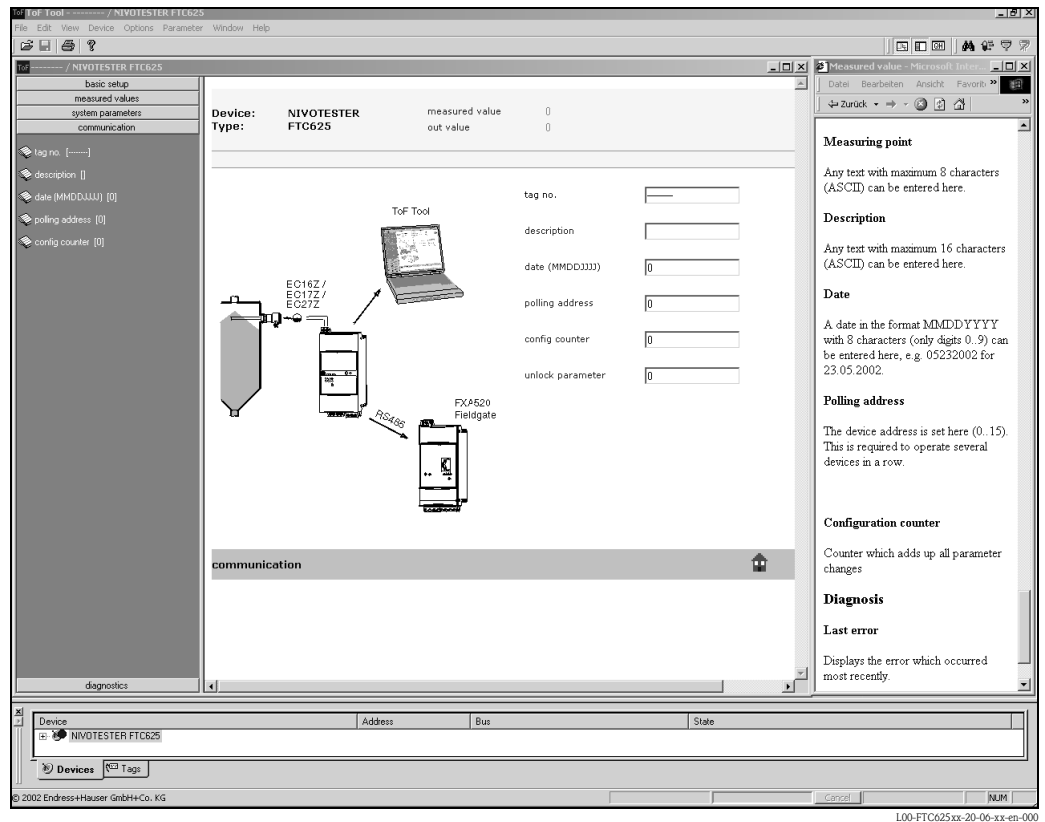 ToF Tool - -------- / NIVOTESTER FTC625
File Edit View Device Options Parameter Window Help
-------- / NIVOTESTER FTC625
basic setup
measured values
system parameters
communication
tag no. [-------]
description []
date (MMDDJJJJ) [0]
polling address [0]
config counter [0]
diagnostics
Device: NIVOTESTER
Type: FTC625
measured value 0
out value 0
ToF Tool
EC16Z /
EC17Z /
EC27Z
RS485
FXA520
Fieldgate
tag no. -------
description
date (MMDDJJJJ) 0
polling address 0
config counter 0
unlock parameter 0
communication
Measured value - Microsoft Inter...
Datei Bearbeiten Ansicht Favorit »
Zurück »
Measuring point
Any text with maximum 8 characters
(ASCII) can be entered here.
Description
Any text with maximum 16 characters
(ASCII) can be entered here.
Date
A date in the format MMDDYYYY
with 8 characters (only digits 0..9) can
be entered here, e.g. 05232002 for
23.05.2002.
Polling address
The device address is set here (0..15).
This is required to operate several
devices in a row.
Configuration counter
Counter which adds up all parameter
changes
Diagnosis
Last error
Displays the error which occurred
most recently.
Device Address Bus State
NIVOTESTER FTC625
Devices Tags
© 2002 Endress+Hauser GmbH+Co. KG
Cancel NUM
L00-FTC625xx-20-06-xx-en-000